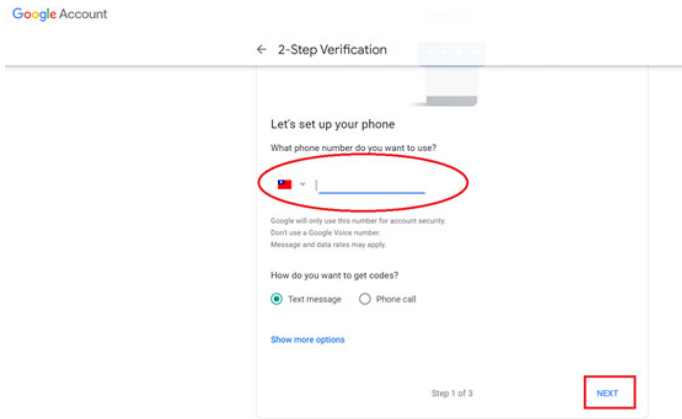 Google Account
← 2-Step Verification
Let's set up your phone
What phone number do you want to use?
Google will only use this number for account security.
Don't use a Google Voice number.
Message and data rates may apply.
How do you want to get codes?
Text message Phone call
Show more options
Step 1 of 3 NEXT